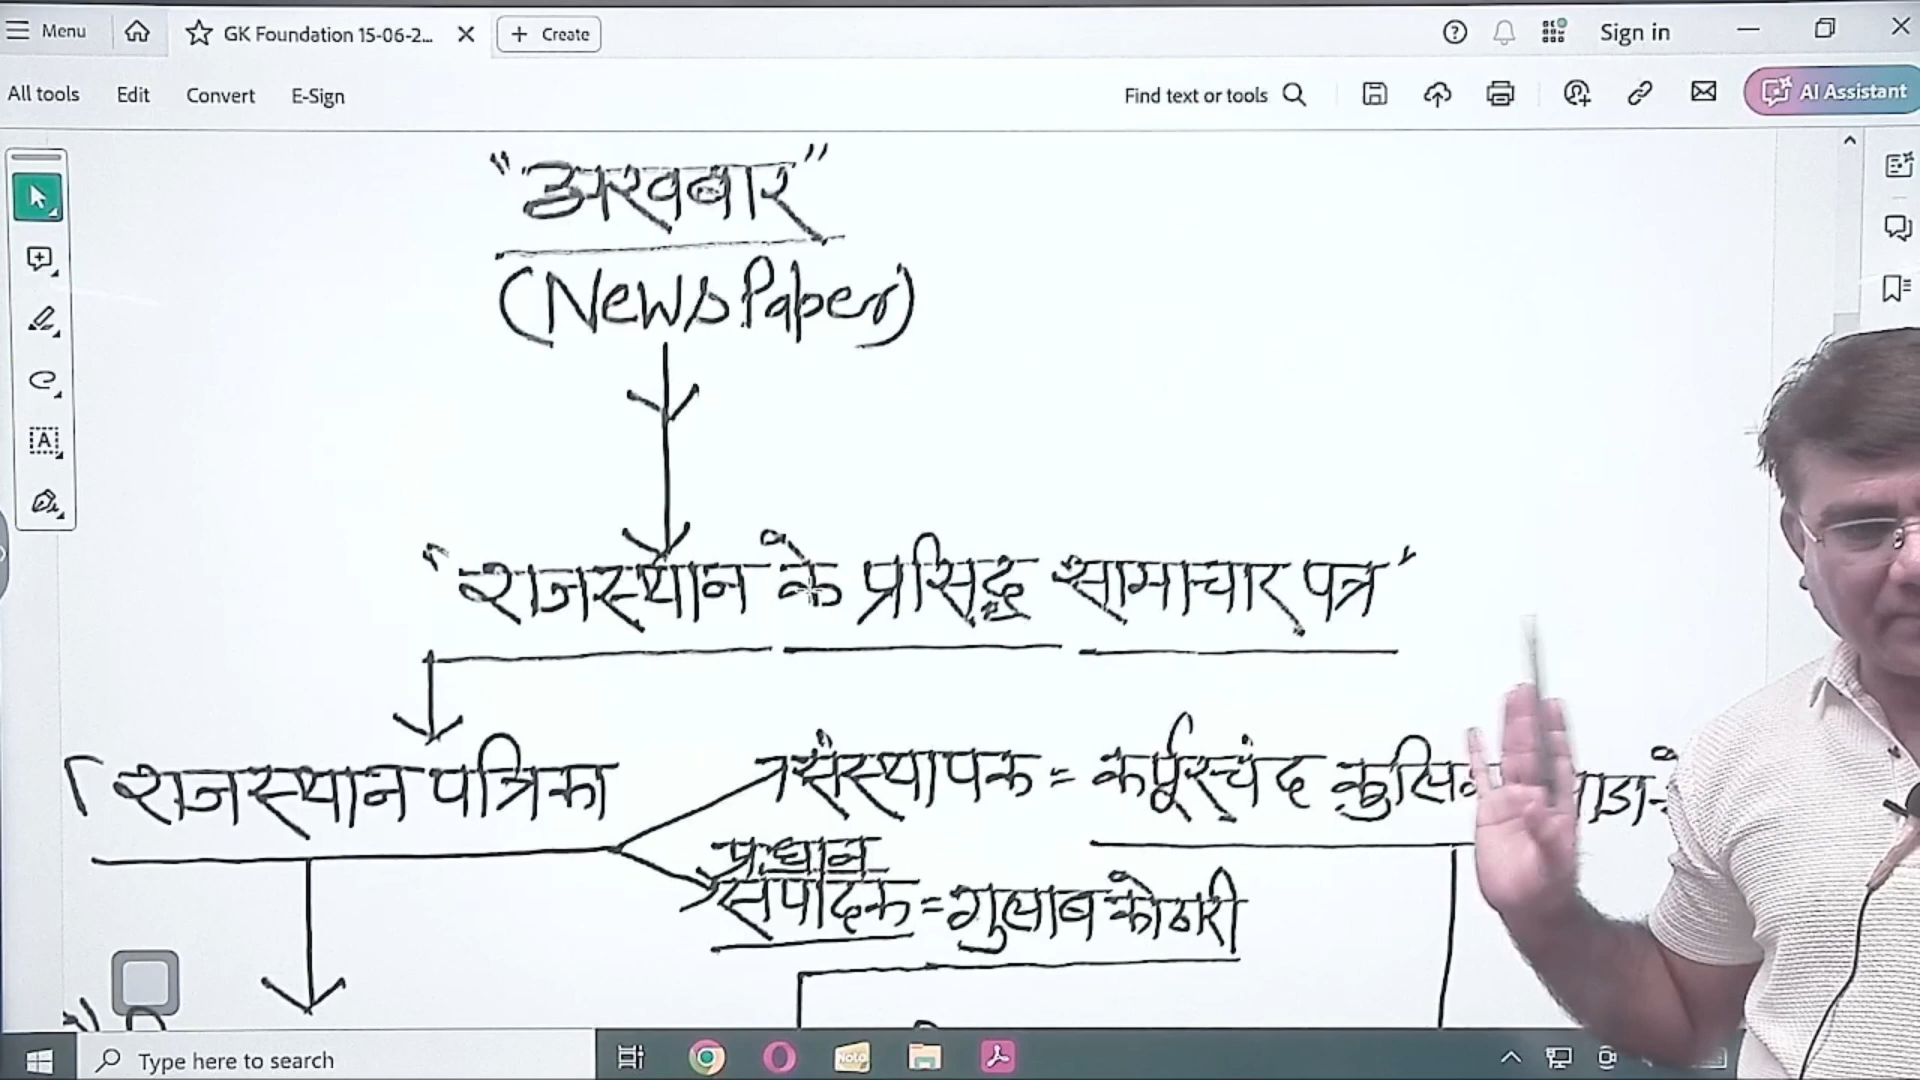 Menu GK Foundation 15-06-2... Create Sign in
All tools Edit Convert E-Sign Find text or tools AI Assistant
"अखबार"
(NewsPaper)
'राजस्थान के प्रसिद्ध सामाचार पत्र'
राजस्थान पत्रिका
संस्थापक = कर्पूरचंद
प्रधान
संपादक = गुलाब कोठारी
Type here to search